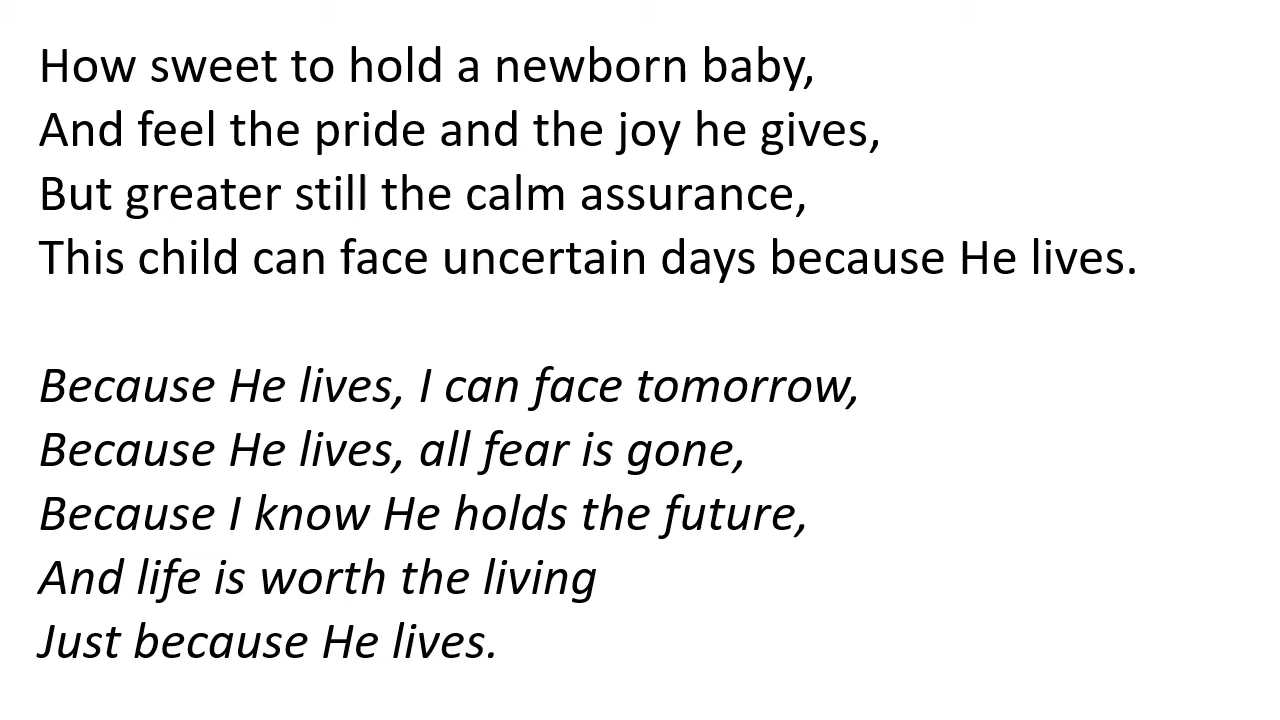 How sweet to hold a newborn baby,
And feel the pride and the joy he gives,
But greater still the calm assurance,
This child can face uncertain days because He lives.
Because He lives, I can face tomorrow,
Because He lives, all fear is gone,
Because I know He holds the future,
And life is worth the living
Just because He lives.